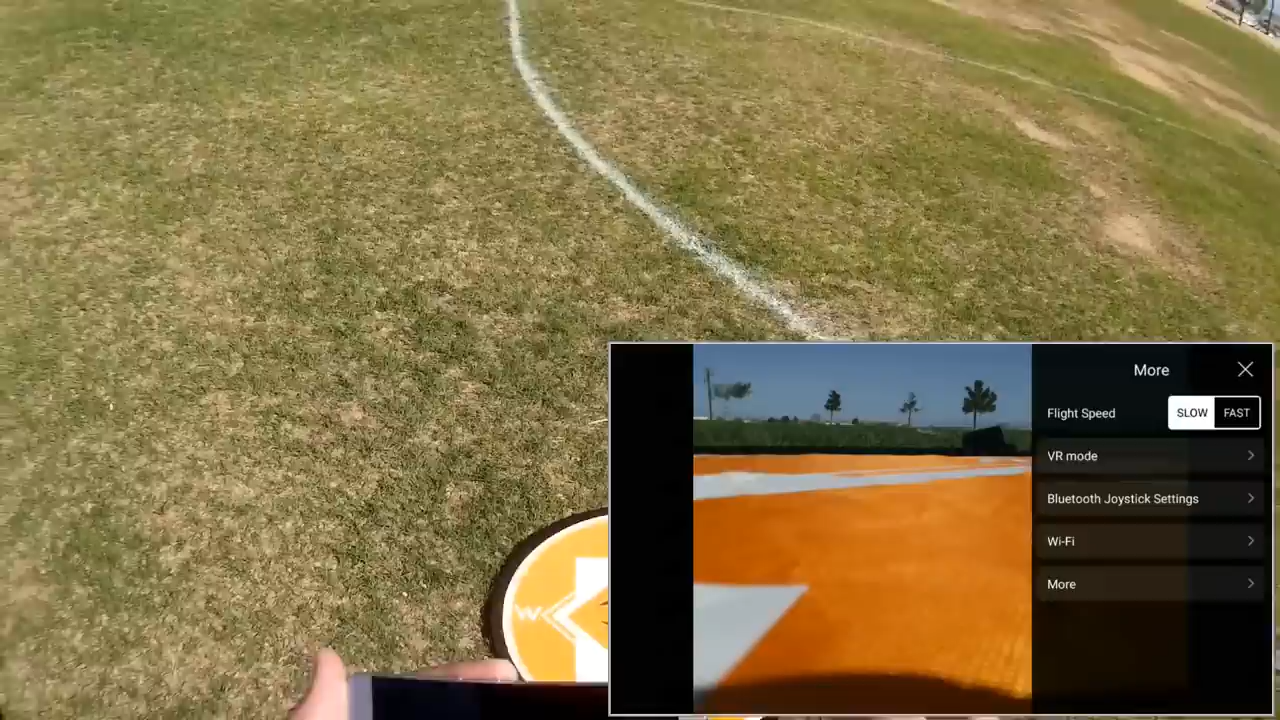 More
Flight Speed
SLOW FAST
VR mode
Bluetooth Joystick Settings
Wi-Fi
More
W